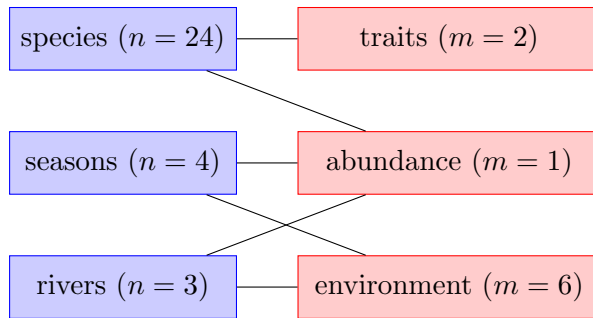 species (n = 24)
traits (m = 2)
seasons (n = 4)
abundance (m = 1)
rivers (n = 3)
environment (m = 6)